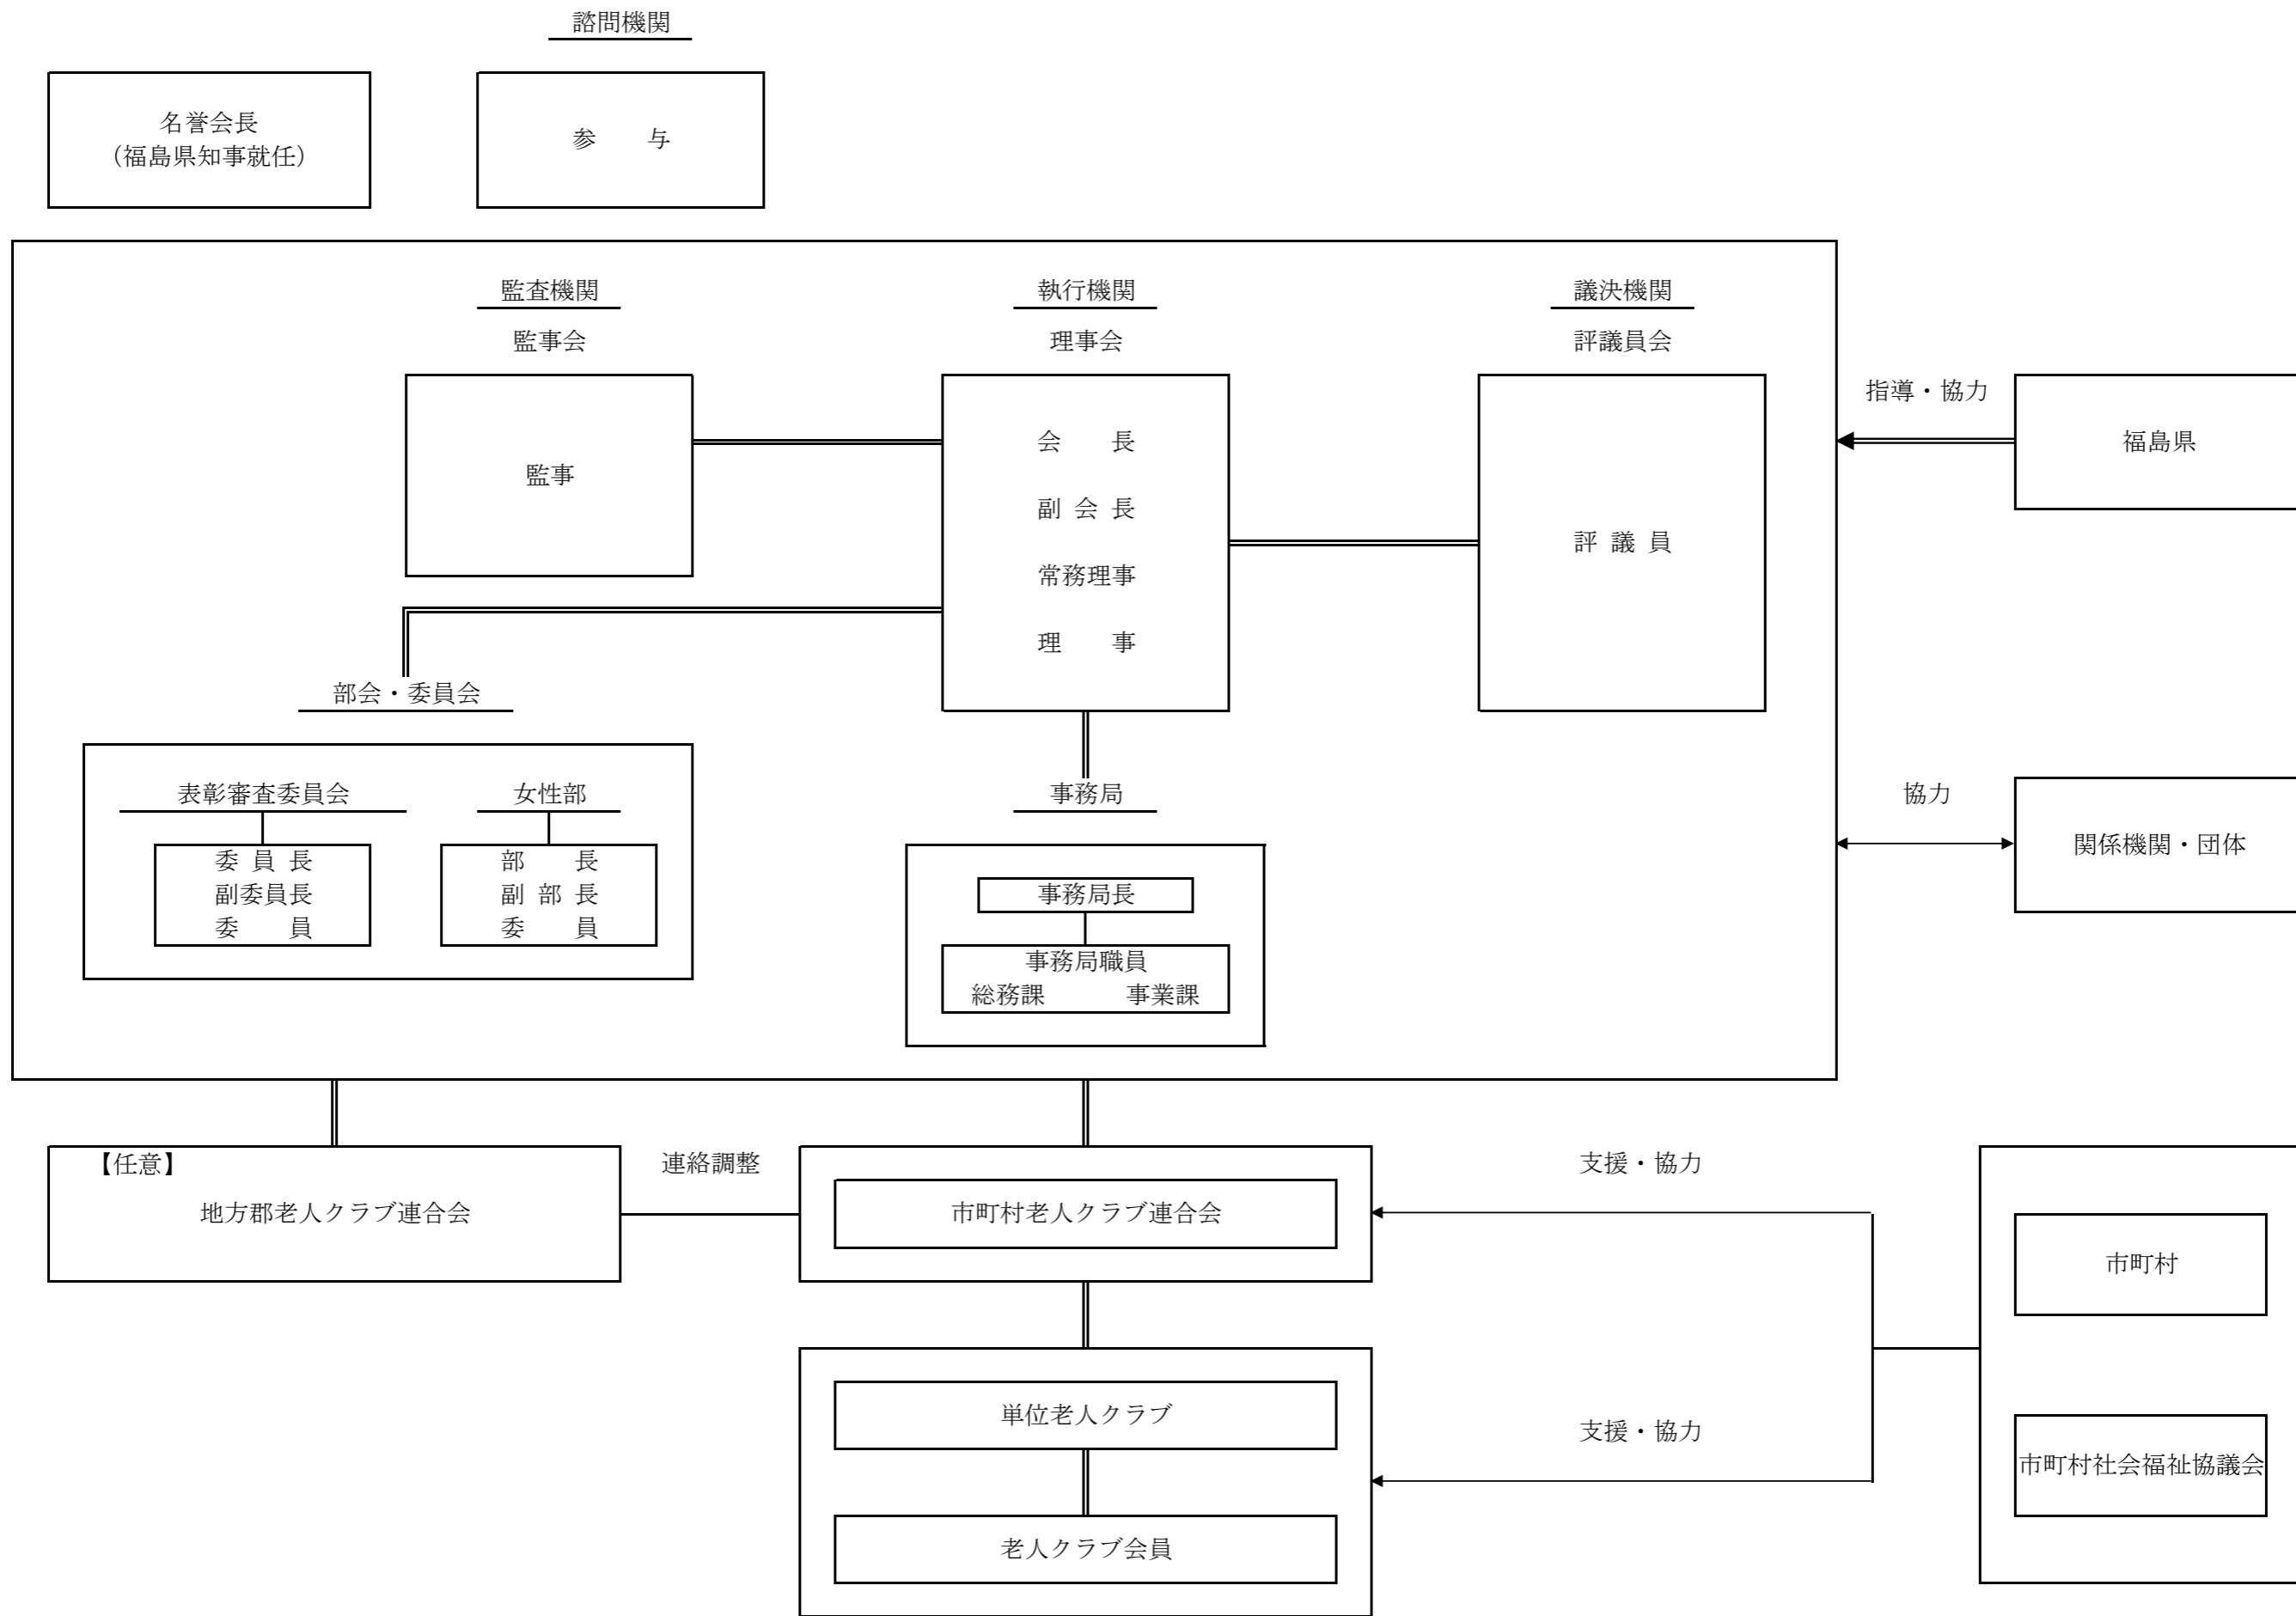 諮問機関
名誉会長
（福島県知事就任）
参　与
監査機関
執行機関
議決機関
監事会
理事会
評議員会
監事
会　長
副 会 長
常務理事
理　事
評 議 員
指導・協力
福島県
部会・委員会
表彰審査委員会
女性部
事務局
委 員 長
副委員長
委　員
部　長
副 部 長
委　員
事務局長
事務局職員
総務課　事業課
協力
関係機関・団体
【任意】
地方郡老人クラブ連合会
連絡調整
市町村老人クラブ連合会
支援・協力
市町村
単位老人クラブ
支援・協力
市町村社会福祉協議会
老人クラブ会員